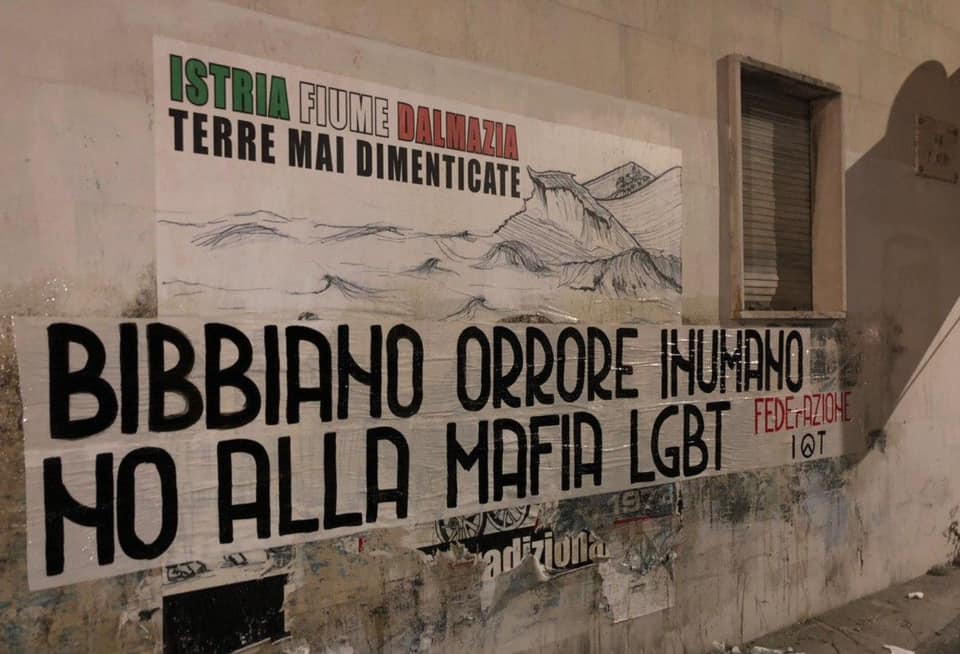 ISTRIA FIUME DALMAZIA
TERRE MAI DIMENTICATE
BIBBIANO ORRORE INUMANO
NO ALLA MAFIA LGBT
FEDErAZIONE